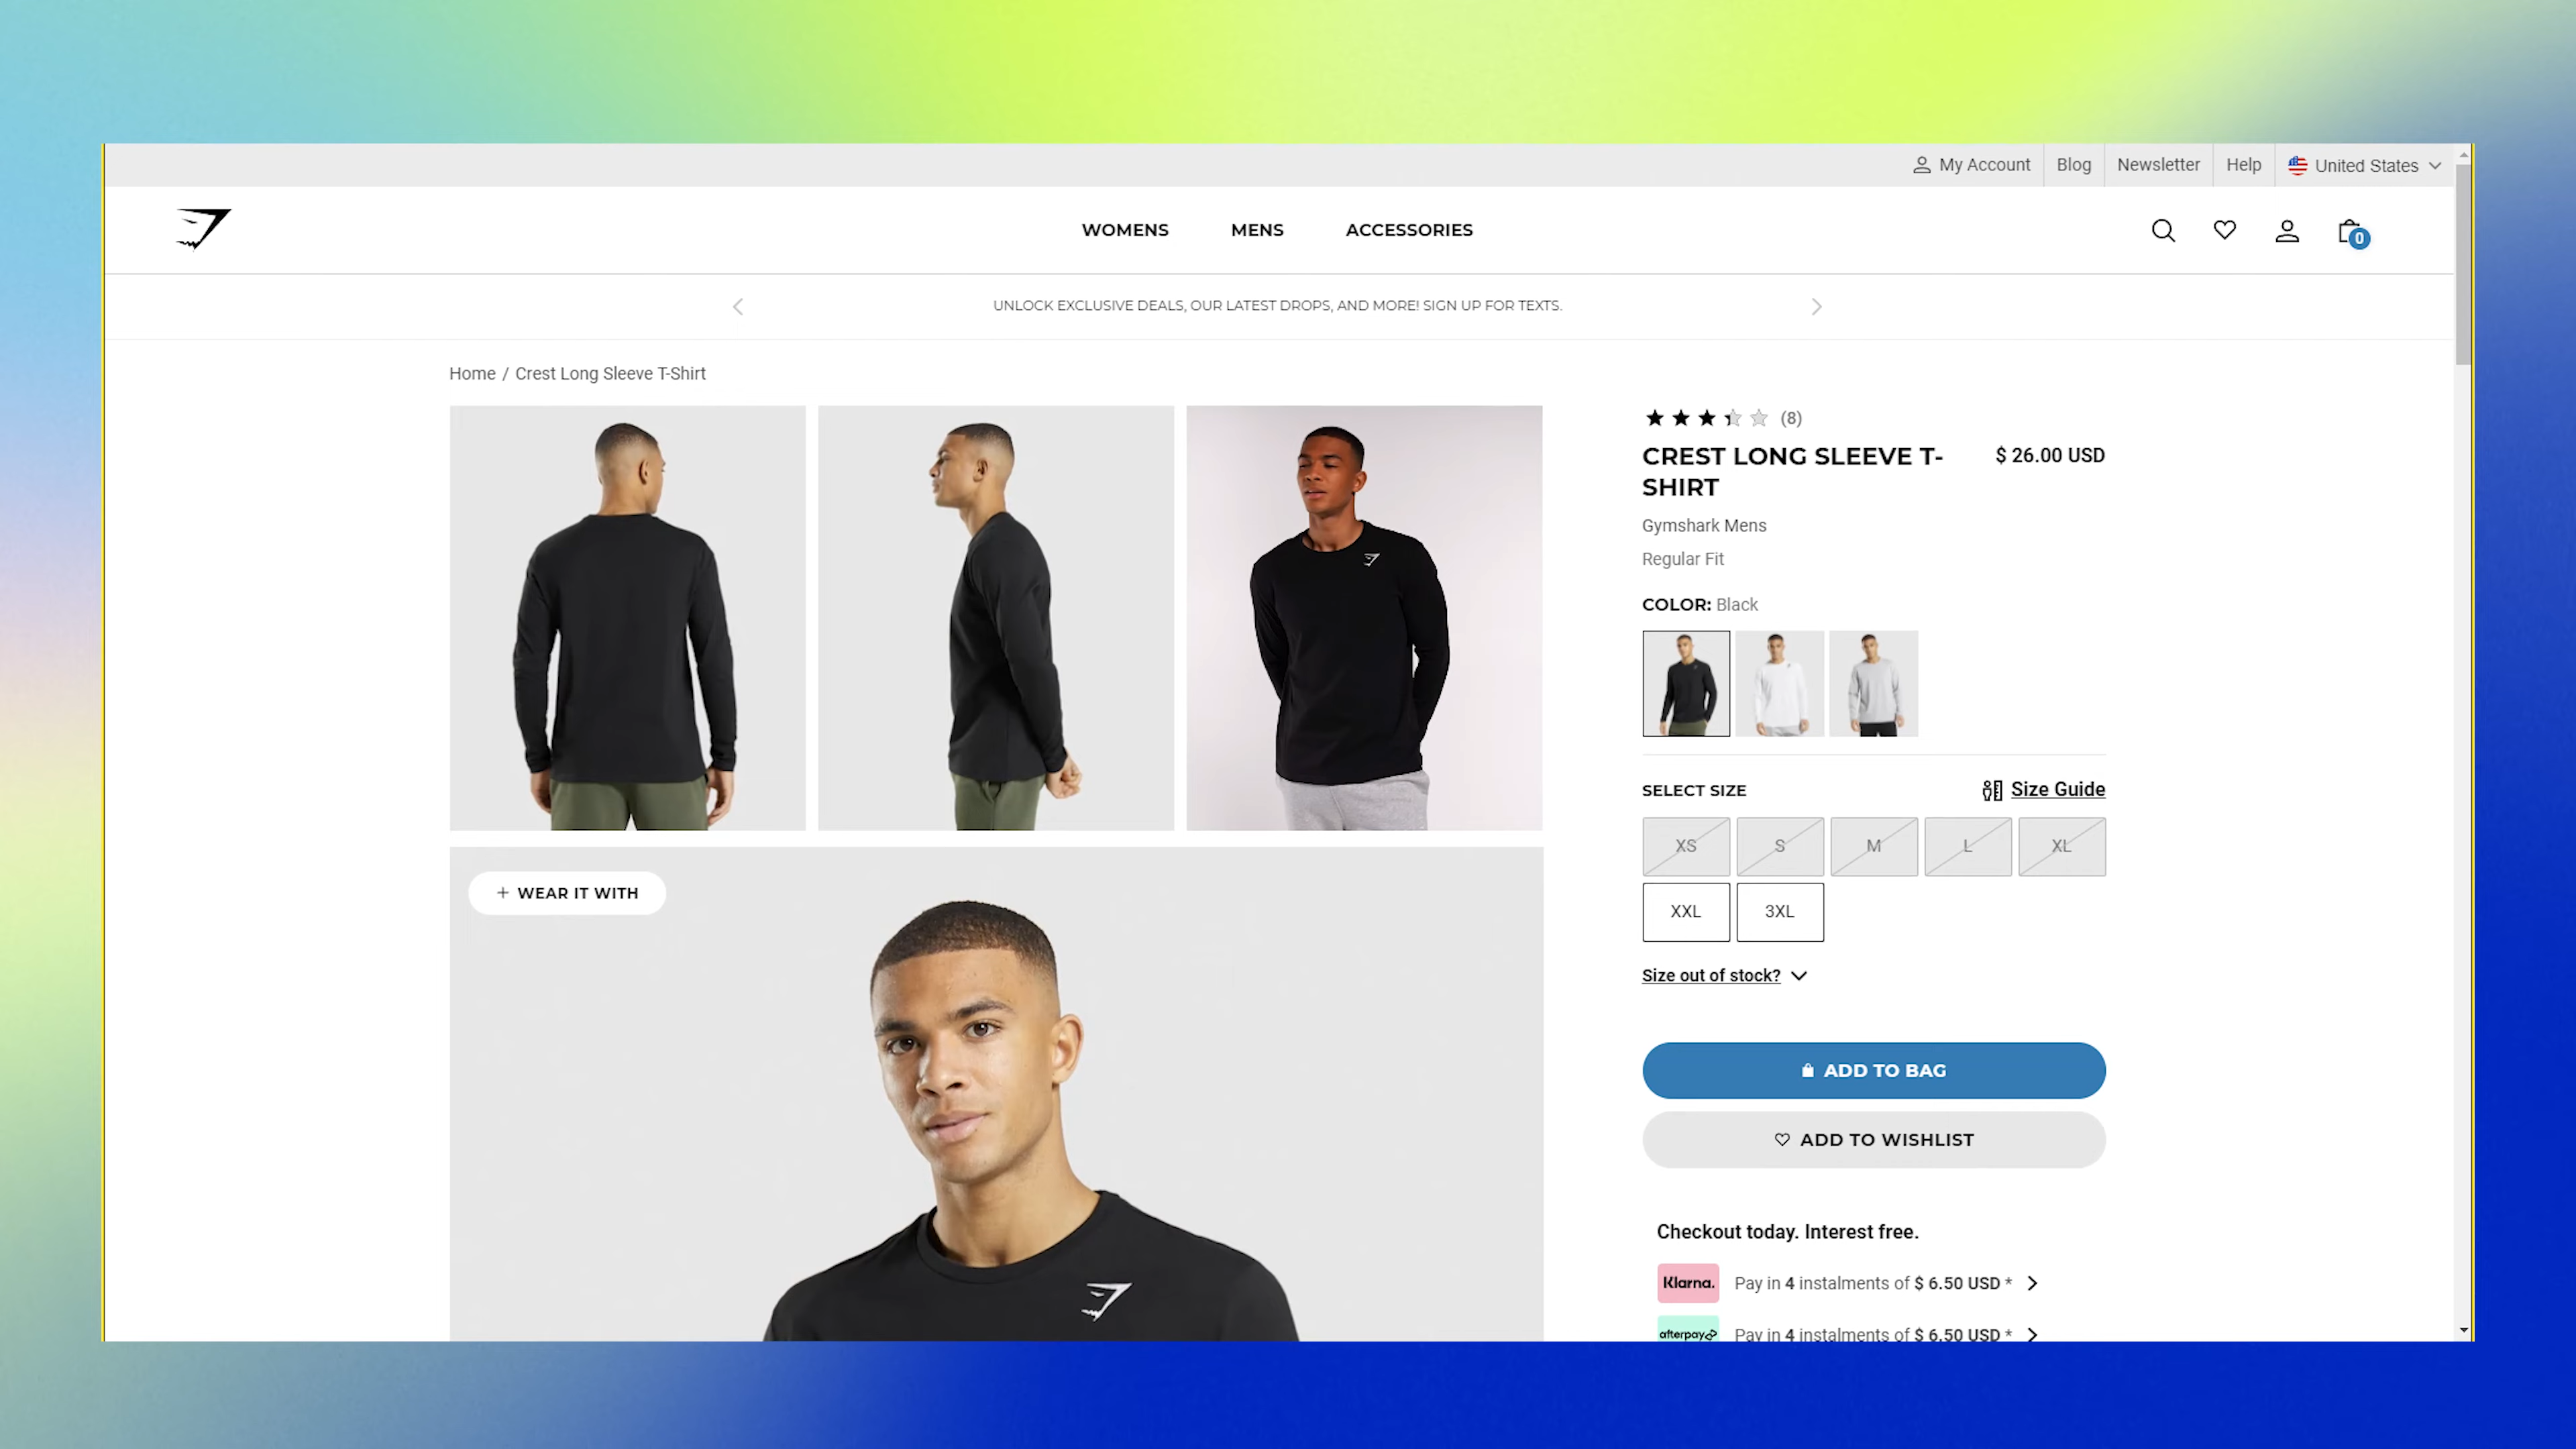 My Account
Blog
Newsletter
Help
United States
WOMENS
MENS
ACCESSORIES
0
UNLOCK EXCLUSIVE DEALS, OUR LATEST DROPS, AND MORE! SIGN UP FOR TEXTS.
Home / Crest Long Sleeve T-Shirt
(8)
CREST LONG SLEEVE T-
SHIRT
$ 26.00 USD
Gymshark Mens
Regular Fit
COLOR: Black
SELECT SIZE
Size Guide
XS
S
M
L
XL
XXL
3XL
Size out of stock?
+ WEAR IT WITH
ADD TO BAG
ADD TO WISHLIST
Checkout today. Interest free.
Klarna.
Pay in 4 instalments of $ 6.50 USD *
afterpay
Pay in 4 instalments of $ 6.50 USD *